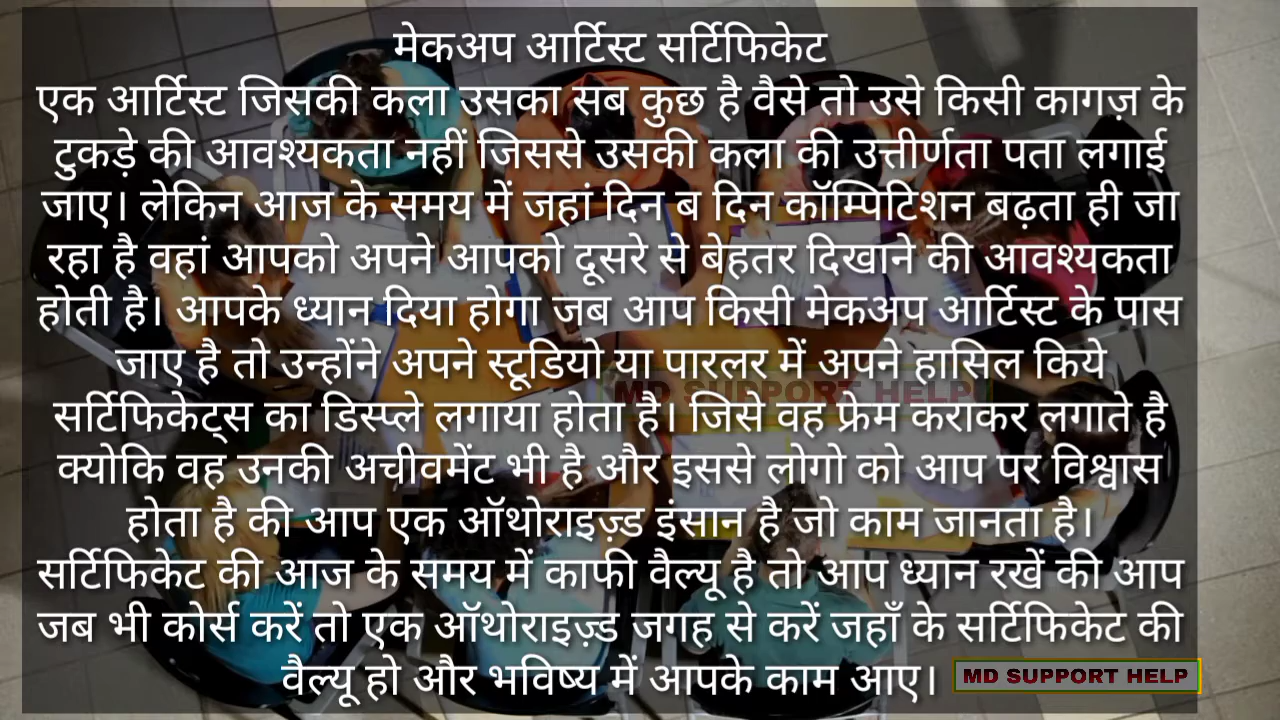 मेकअप आर्टिस्ट सर्टिफिकेट
एक आर्टिस्ट जिसकी कला उसका सब कुछ है वैसे तो उसे किसी कागज़ के
टुकड़े की आवश्यकता नहीं जिससे उसकी कला की उत्तीर्णता पता लगाई
जाए। लेकिन आज के समय में जहां दिन ब दिन कॉम्पिटिशन बढ़ता ही जा
रहा है वहां आपको अपने आपको दूसरे से बेहतर दिखाने की आवश्यकता
होती है। आपके ध्यान दिया होगा जब आप किसी मेकअप आर्टिस्ट के पास
जाए है तो उन्होंने अपने स्टूडियो या पारलर में अपने हासिल किये
MD SUPPORT HELP
सर्टिफिकेट्स का डिस्प्ले लगाया होता है। जिसे वह फ्रेम कराकर लगाते है
क्योकि वह उनकी अचीवमेंट भी है और इससे लोगो को आप पर विश्वास
होता है की आप एक ऑथोराइज़्ड इंसान है जो काम जानता है।
सर्टिफिकेट की आज के समय में काफी वैल्यू है तो आप ध्यान रखें की आप
जब भी कोर्स करें तो एक ऑथोराइज़्ड जगह से करें जहाँ के सर्टिफिकेट की
वैल्यू हो और भविष्य में आपके काम आए।
MD SUPPORT HELP